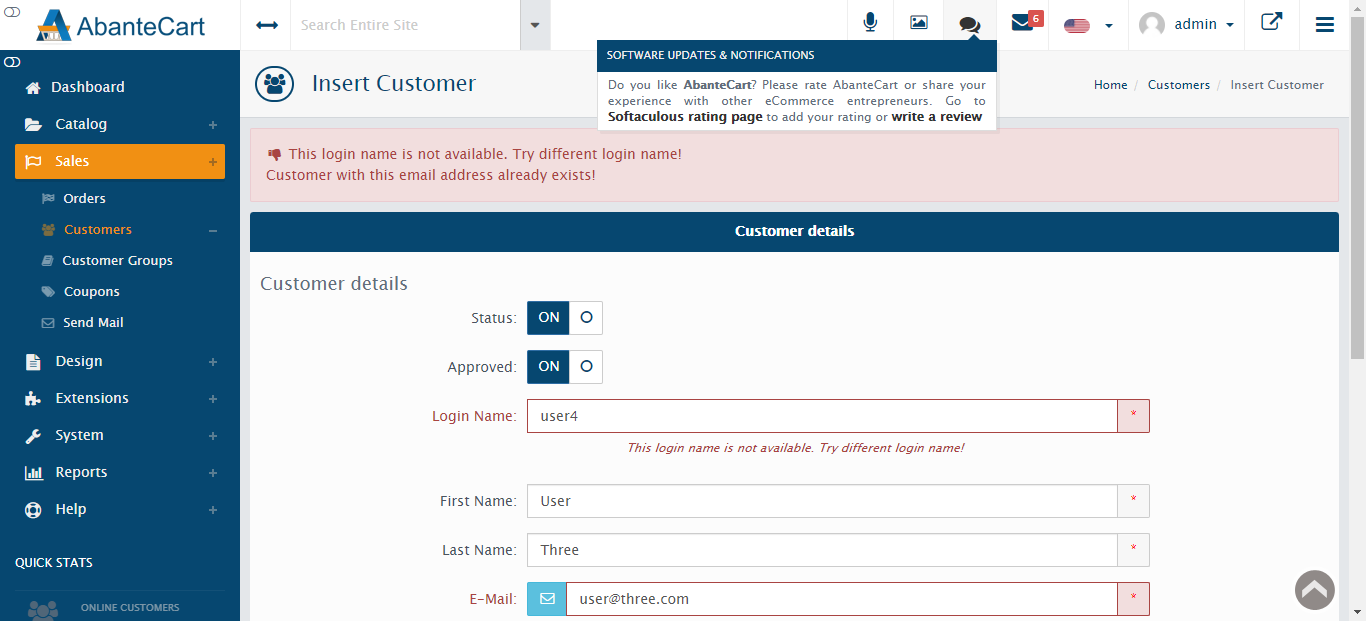 AbanteCart
Search Entire Site
6
admin
SOFTWARE UPDATES & NOTIFICATIONS
Do you like AbanteCart? Please rate AbanteCart or share your
experience with other eCommerce entrepreneurs. Go to
Softaculous rating page to add your rating or write a review
Insert Customer
Home / Customers / Insert Customer
Dashboard
Catalog +
Sales +
Orders
Customers −
Customer Groups
Coupons
Send Mail
Design +
Extensions +
System +
Reports +
Help +
QUICK STATS
ONLINE CUSTOMERS
This login name is not available. Try different login name!
Customer with this email address already exists!
Customer details
Customer details
Status: ON O
Approved: ON O
Login Name: user4 *
This login name is not available. Try different login name!
First Name: User *
Last Name: Three *
E-Mail: user@three.com *